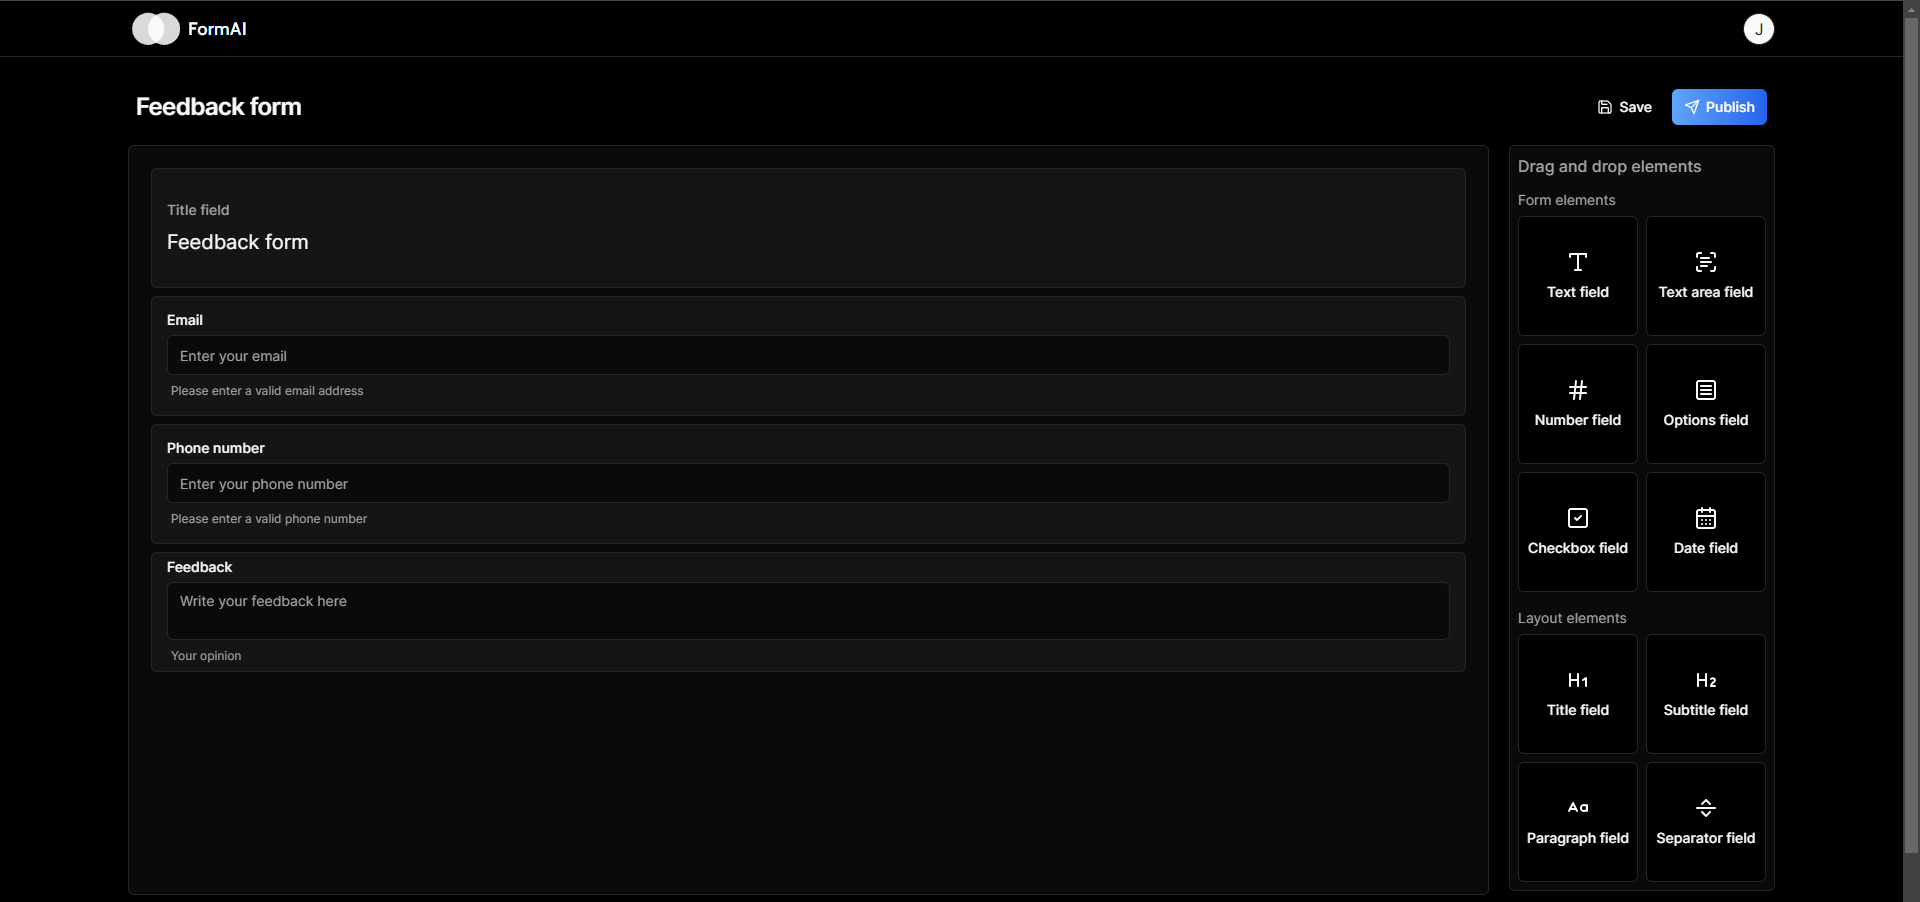 FormAI
J
Feedback form
Save
Publish
Title field
Feedback form
Email
Enter your email
Please enter a valid email address
Phone number
Enter your phone number
Please enter a valid phone number
Feedback
Write your feedback here
Your opinion
Drag and drop elements
Form elements
T
Text field
Text area field
#
Number field
Options field
Checkbox field
Date field
Layout elements
H1
Title field
H2
Subtitle field
Aa
Paragraph field
Separator field